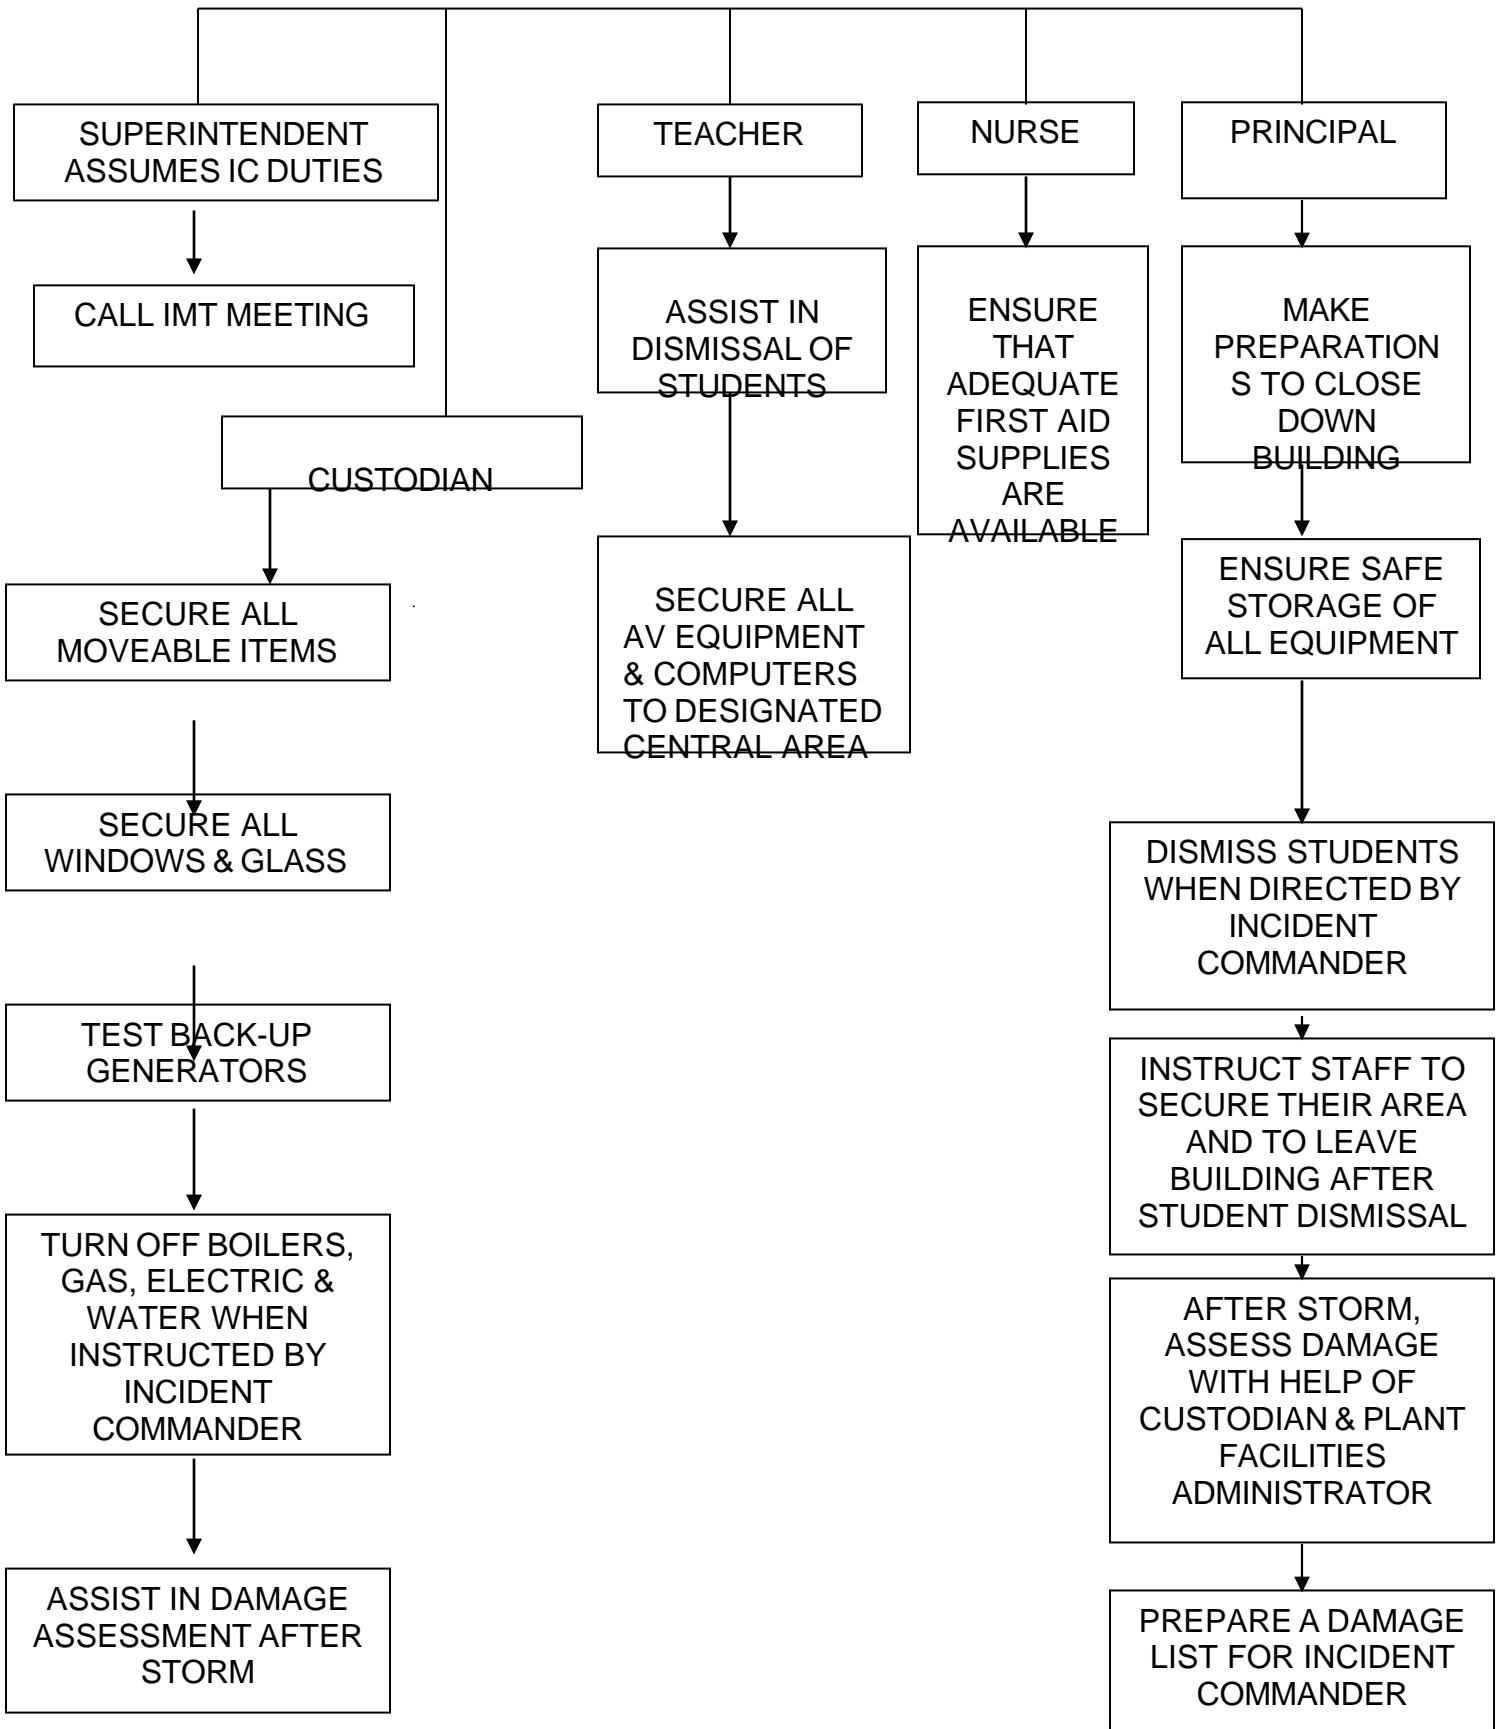 SUPERINTENDENT
ASSUMES IC DUTIES
CALL IMT MEETING
CUSTODIAN
SECURE ALL
MOVEABLE ITEMS
SECURE ALL
WINDOWS & GLASS
TEST BACK-UP
GENERATORS
TURN OFF BOILERS,
GAS, ELECTRIC &
WATER WHEN
INSTRUCTED BY
INCIDENT
COMMANDER
ASSIST IN DAMAGE
ASSESSMENT AFTER
STORM
TEACHER
ASSIST IN
DISMISSAL OF
STUDENTS
SECURE ALL
AV EQUIPMENT
& COMPUTERS
TO DESIGNATED
CENTRAL AREA
NURSE
ENSURE
THAT
ADEQUATE
FIRST AID
SUPPLIES
ARE
AVAILABLE
PRINCIPAL
MAKE
PREPARATION
S TO CLOSE
DOWN
BUILDING
ENSURE SAFE
STORAGE OF
ALL EQUIPMENT
DISMISS STUDENTS
WHEN DIRECTED BY
INCIDENT
COMMANDER
INSTRUCT STAFF TO
SECURE THEIR AREA
AND TO LEAVE
BUILDING AFTER
STUDENT DISMISSAL
AFTER STORM,
ASSESS DAMAGE
WITH HELP OF
CUSTODIAN & PLANT
FACILITIES
ADMINISTRATOR
PREPARE A DAMAGE
LIST FOR INCIDENT
COMMANDER